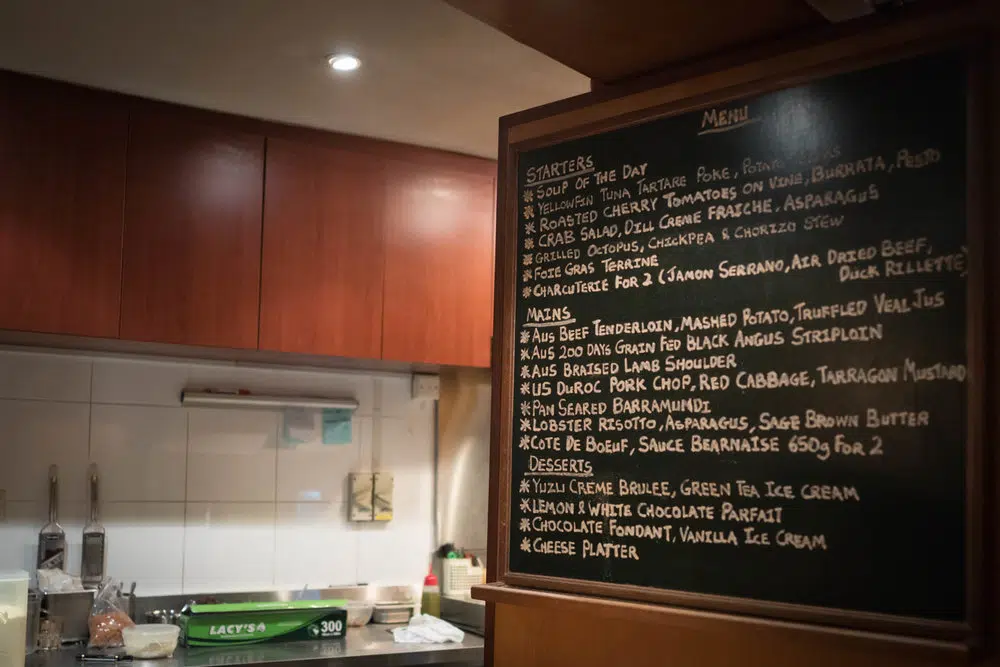 MENU
STARTERS
* SOUP OF THE DAY
* YELLOWFIN TUNA TARTARE POKE, POTATO
* ROASTED CHERRY TOMATOES ON VINE, BURRATA, PESTO
* CRAB SALAD, DILL CREME FRAICHE, ASPARAGUS
* GRILLED OCTOPUS, CHICKPEA & CHORIZO STEW
* FOIE GRAS TERRINE
* CHARCUTERIE FOR 2 (JAMON SERRANO, AIR DRIED BEEF,
DUCK RILLETTE)
MAINS
* AUS BEEF TENDERLOIN, MASHED POTATO, TRUFFLED VEAL JUS
* AUS 200 DAYS GRAIN FED BLACK ANGUS STRIPLOIN
* AUS BRAISED LAMB SHOULDER
* US DUROC PORK CHOP, RED CABBAGE, TARRAGON MUSTARD
* PAN SEARED BARRAMUNDI
* LOBSTER RISOTTO, ASPARAGUS, SAGE BROWN BUTTER
* COTE DE BOEUF, SAUCE BEARNAISE 650g FOR 2
DESSERTS
* YUZU CREME BRULEE, GREEN TEA ICE CREAM
* LEMON & WHITE CHOCOLATE PARFAIT
* CHOCOLATE FONDANT, VANILLA ICE CREAM
* CHEESE PLATTER
LACY'S
300